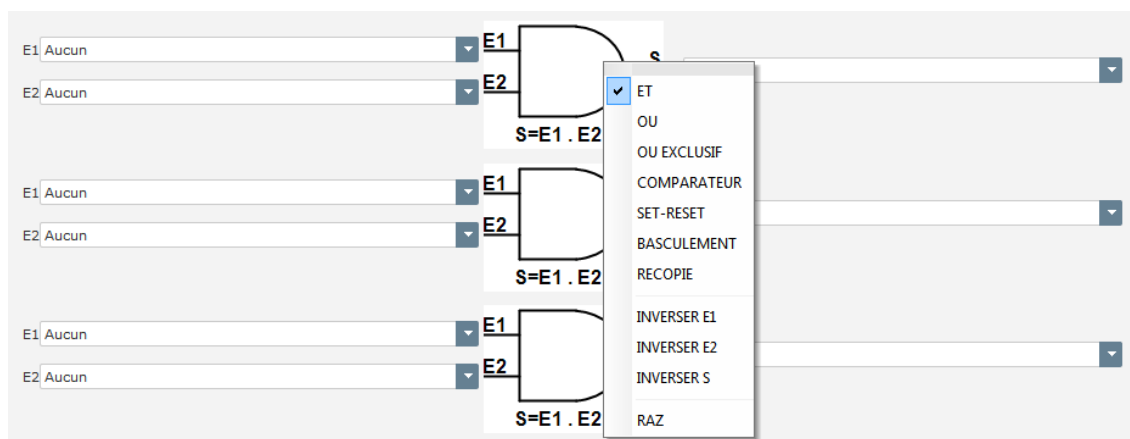 E1 Aucun
E1
S
E2 Aucun
E2
S=E1 . E2
ET
OU
OU EXCLUSIF
COMPARATEUR
SET-RESET
BASCULEMENT
RECOPIE
INVERSER E1
INVERSER E2
INVERSER S
RAZ
E1 Aucun
E1
E2 Aucun
E2
S=E1 . E2
E1 Aucun
E1
E2 Aucun
E2
S=E1 . E2